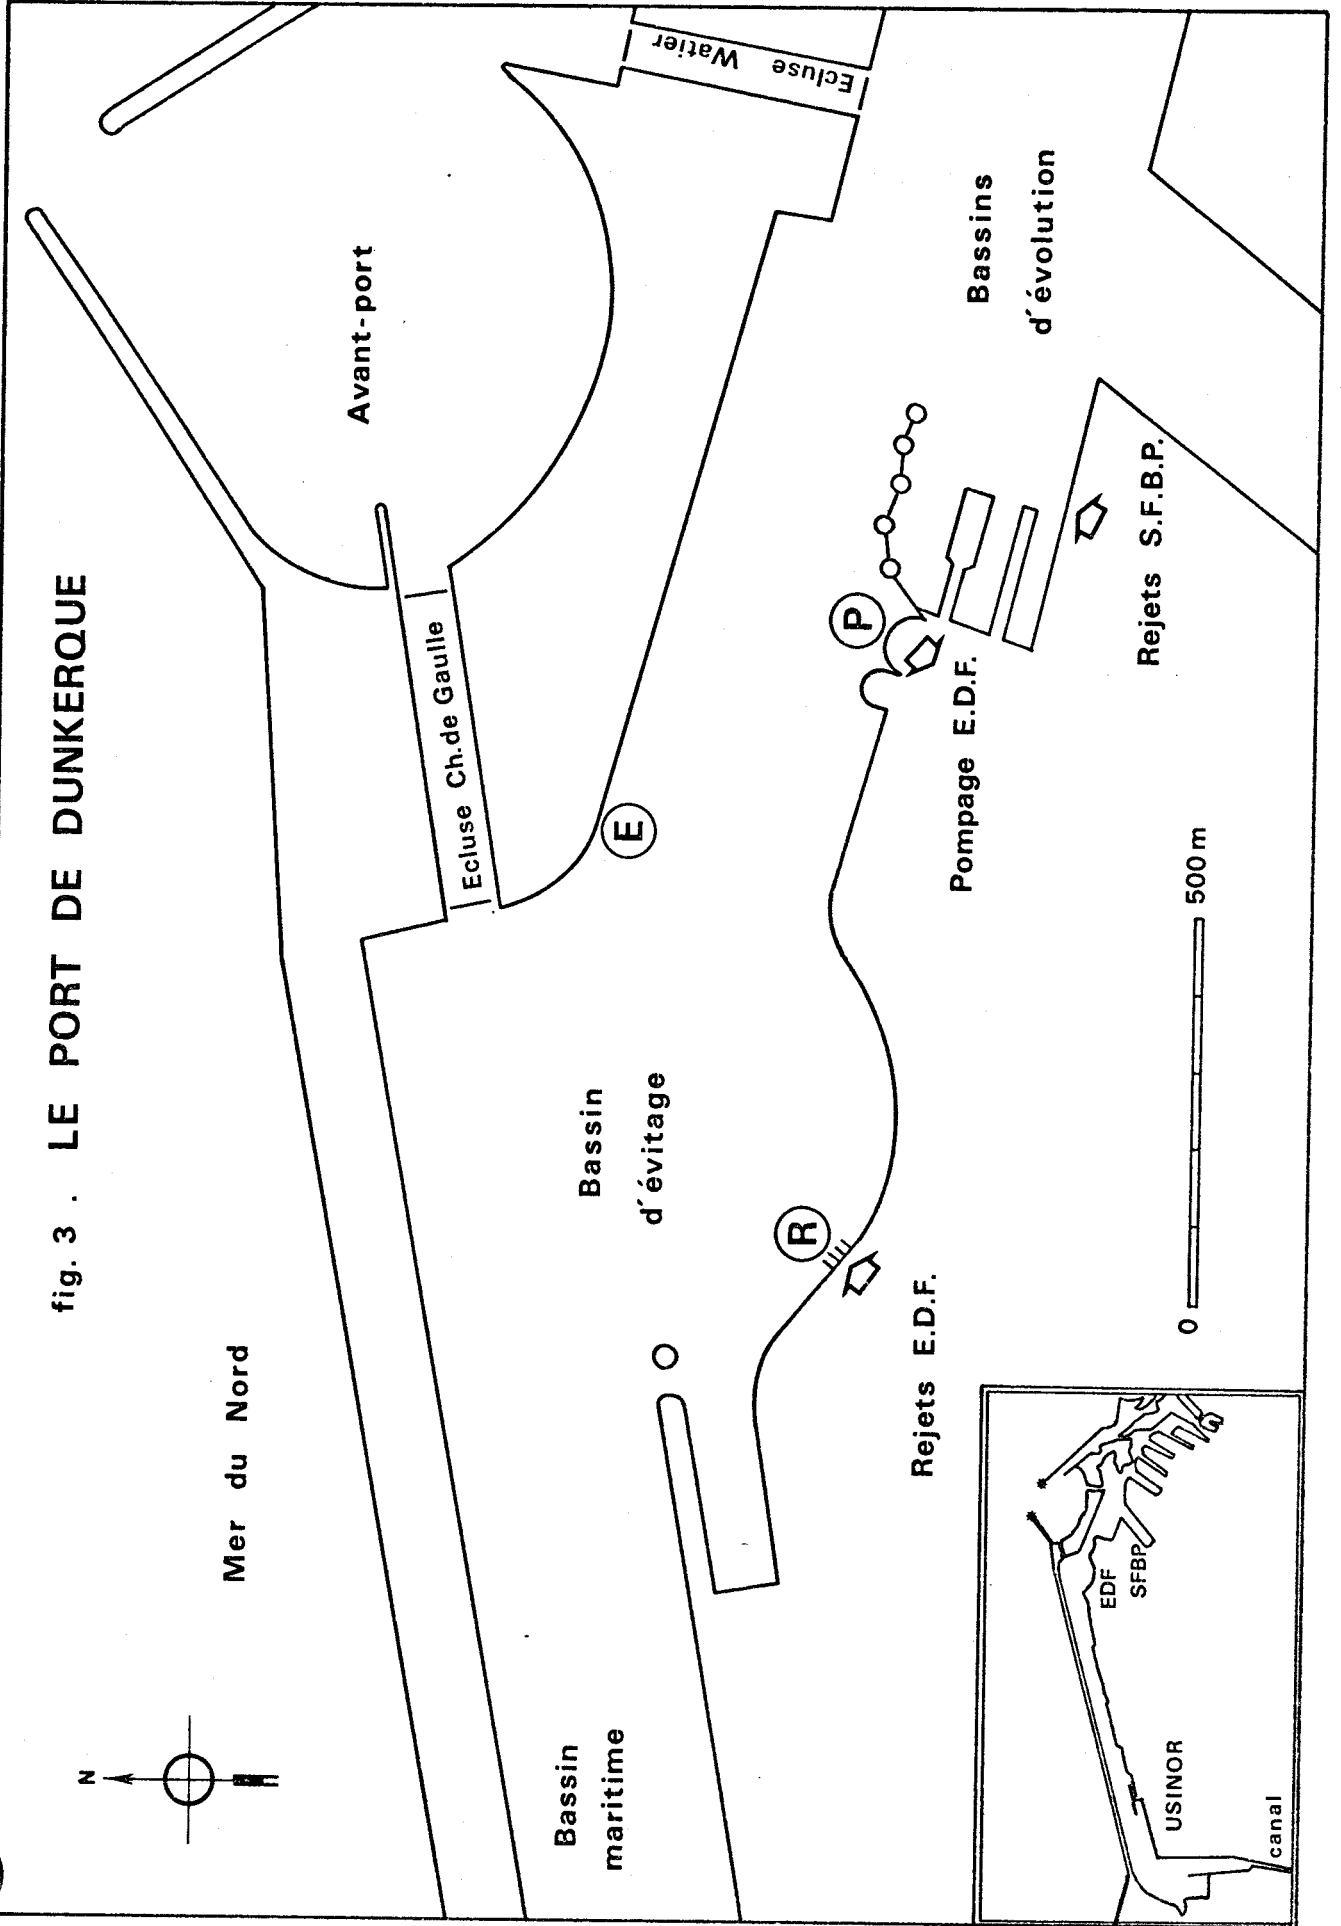 fig. 3 . LE PORT DE DUNKERQUE
N
Mer du Nord
Avant-port
Ecluse Watier
Ecluse Ch. de Gaulle
Bassin
maritime
Bassin
d'évitage
E
Bassins
d'évolution
P
R
Pompage E.D.F.
Rejets S.F.B.P.
Rejets E.D.F.
0
500 m
EDF
SFBP
USINOR
canal